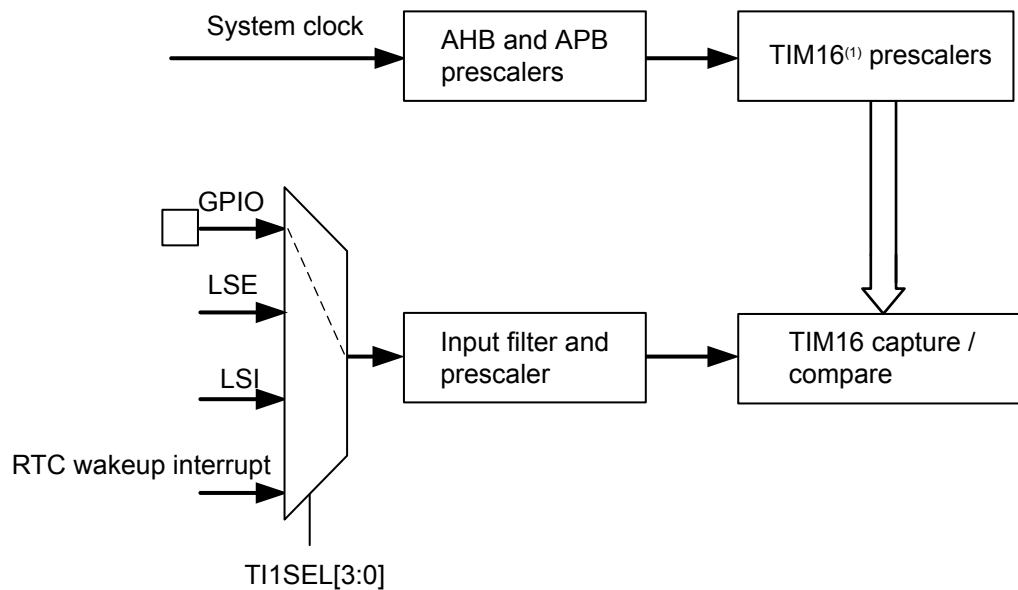 System clock
AHB and APB
prescalers
TIM16⁽¹⁾ prescalers
GPIO
LSE
LSI
RTC wakeup interrupt
Input filter and
prescaler
TIM16 capture /
compare
TI1SEL[3:0]